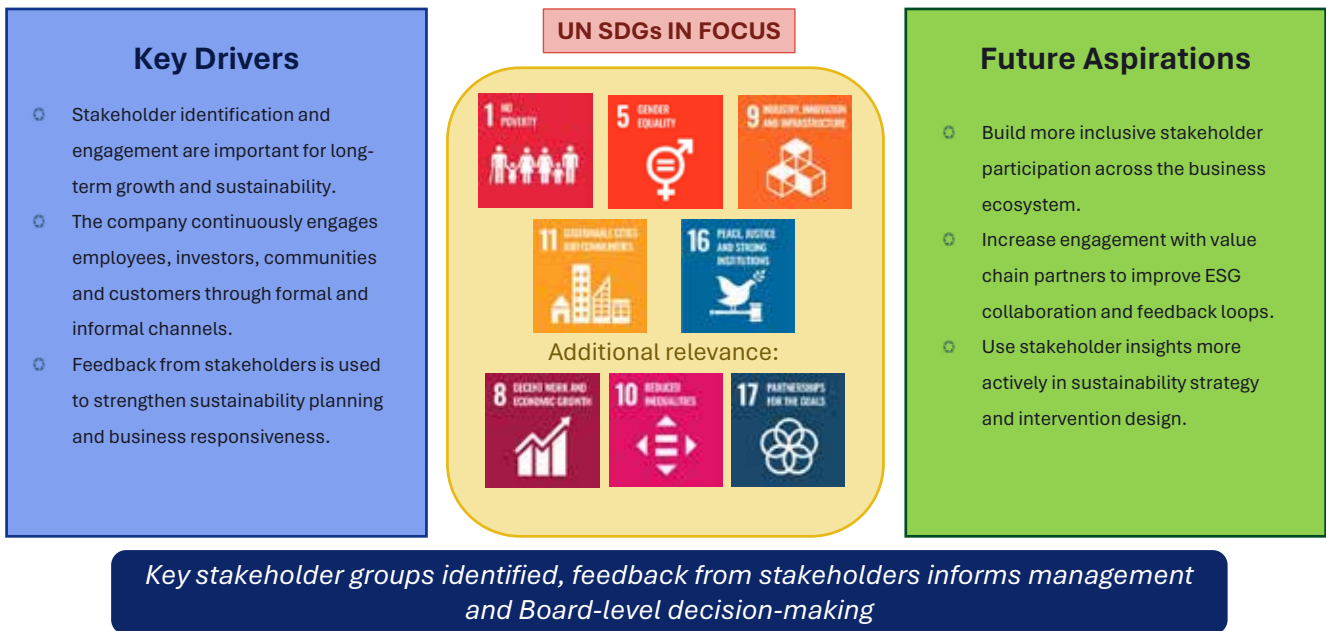 Key Drivers
Stakeholder identification and
engagement are important for long-
term growth and sustainability.
The company continuously engages
employees, investors, communities
and customers through formal and
informal channels.
Feedback from stakeholders is used
to strengthen sustainability planning
and business responsiveness.
UN SDGs IN FOCUS
1 NO
POVERTY
5 GENDER
EQUALITY
9 INDUSTRY, INNOVATION
AND INFRASTRUCTURE
11 SUSTAINABLE CITIES
AND COMMUNITIES
16 PEACE, JUSTICE
AND STRONG
INSTITUTIONS
Additional relevance:
8 DECENT WORK AND
ECONOMIC GROWTH
10 REDUCED
INEQUALITIES
17 PARTNERSHIPS
FOR THE GOALS
Future Aspirations
Build more inclusive stakeholder
participation across the business
ecosystem.
Increase engagement with value
chain partners to improve ESG
collaboration and feedback loops.
Use stakeholder insights more
actively in sustainability strategy
and intervention design.
Key stakeholder groups identified, feedback from stakeholders informs management
and Board-level decision-making